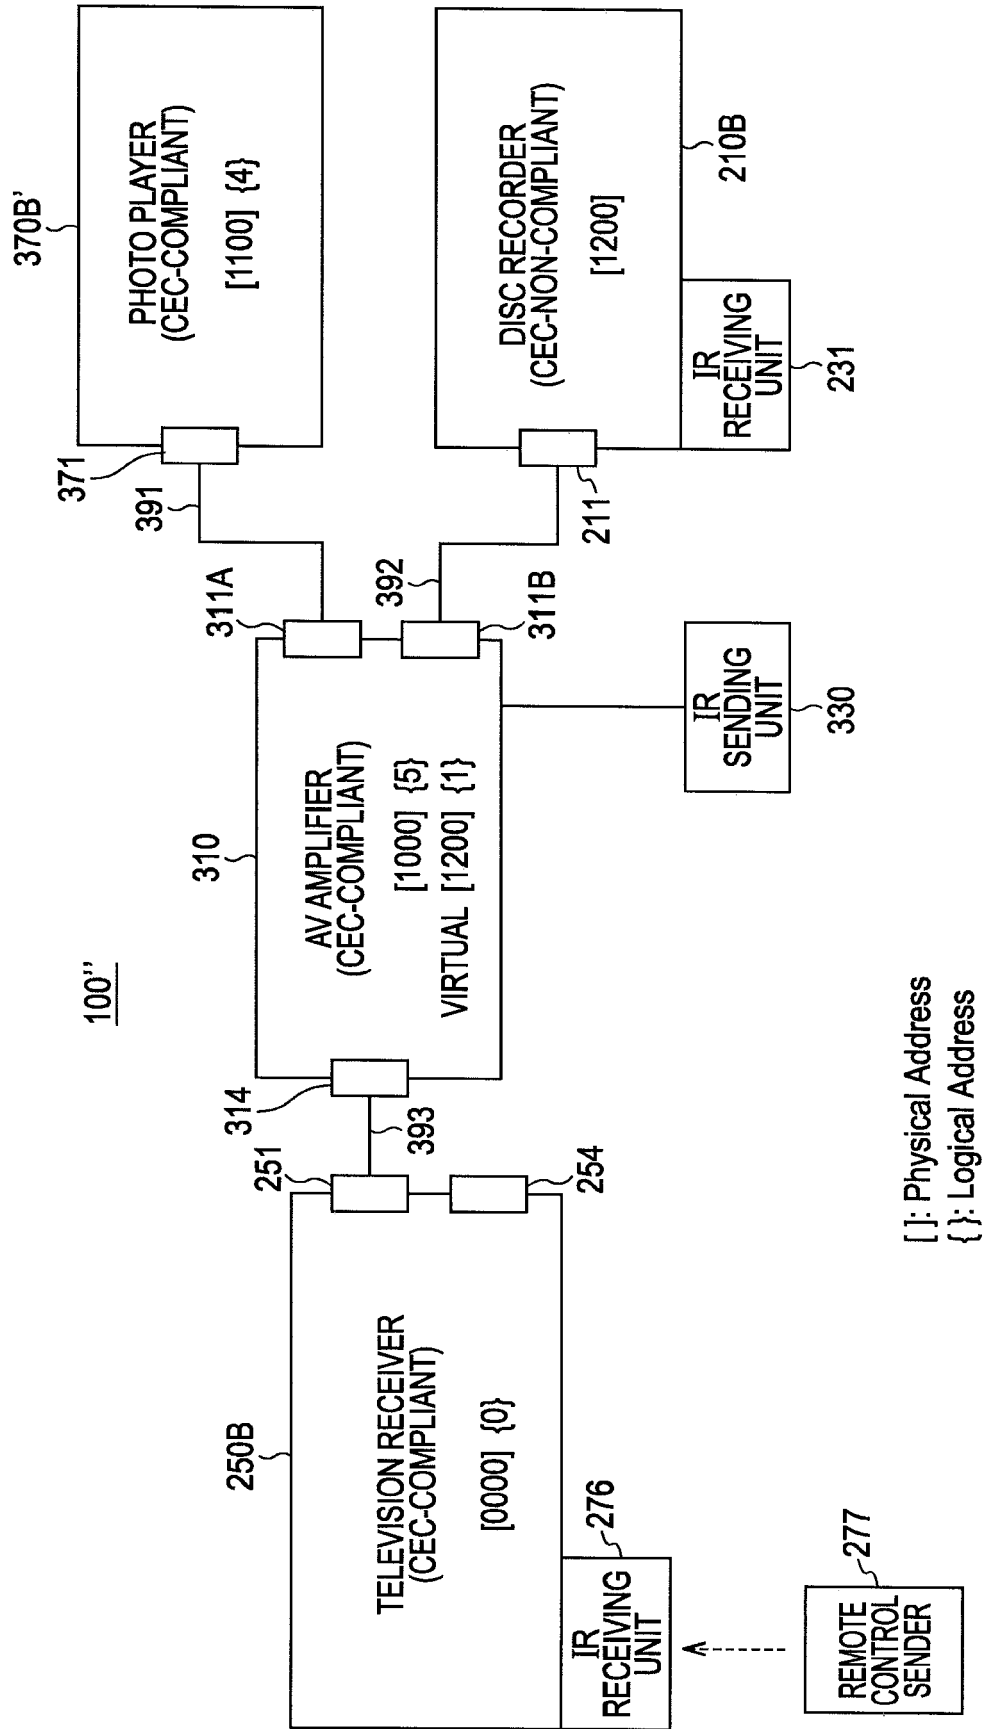 100''
250B
TELEVISION RECEIVER
(CEC-COMPLIANT)
[0000] {0}
251
254
276
IR
RECEIVING
UNIT
277
REMOTE
CONTROL
SENDER
393
314
310
AV AMPLIFIER
(CEC-COMPLIANT)
[1000] {5}
VIRTUAL [1200] {1}
311A
311B
IR
SENDING
UNIT
330
391
392
371
370B'
PHOTO PLAYER
(CEC-COMPLIANT)
[1100] {4}
211
DISC RECORDER
(CEC-NON-COMPLIANT)
[1200]
210B
IR
RECEIVING
UNIT
231
[ ]: Physical Address
{ }: Logical Address